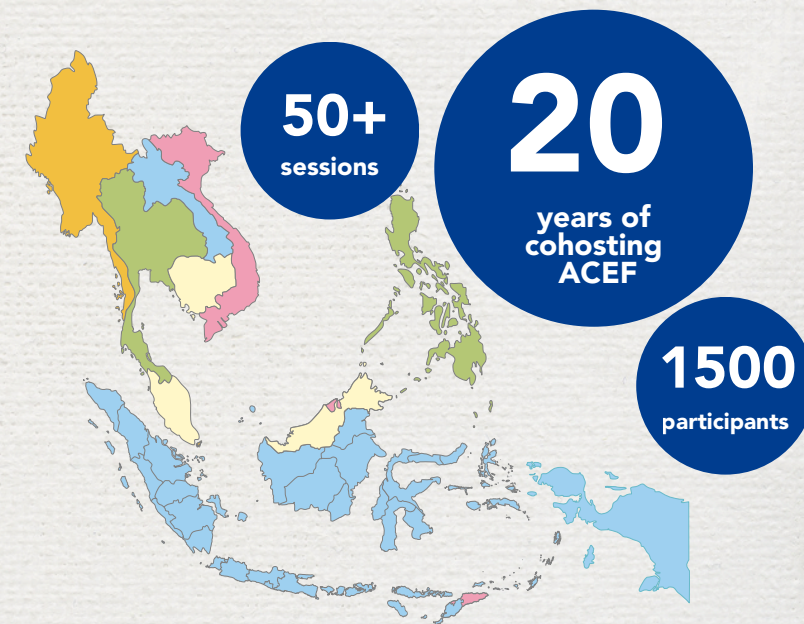 50+
sessions
20
years of
cohosting
ACEF
1500
participants